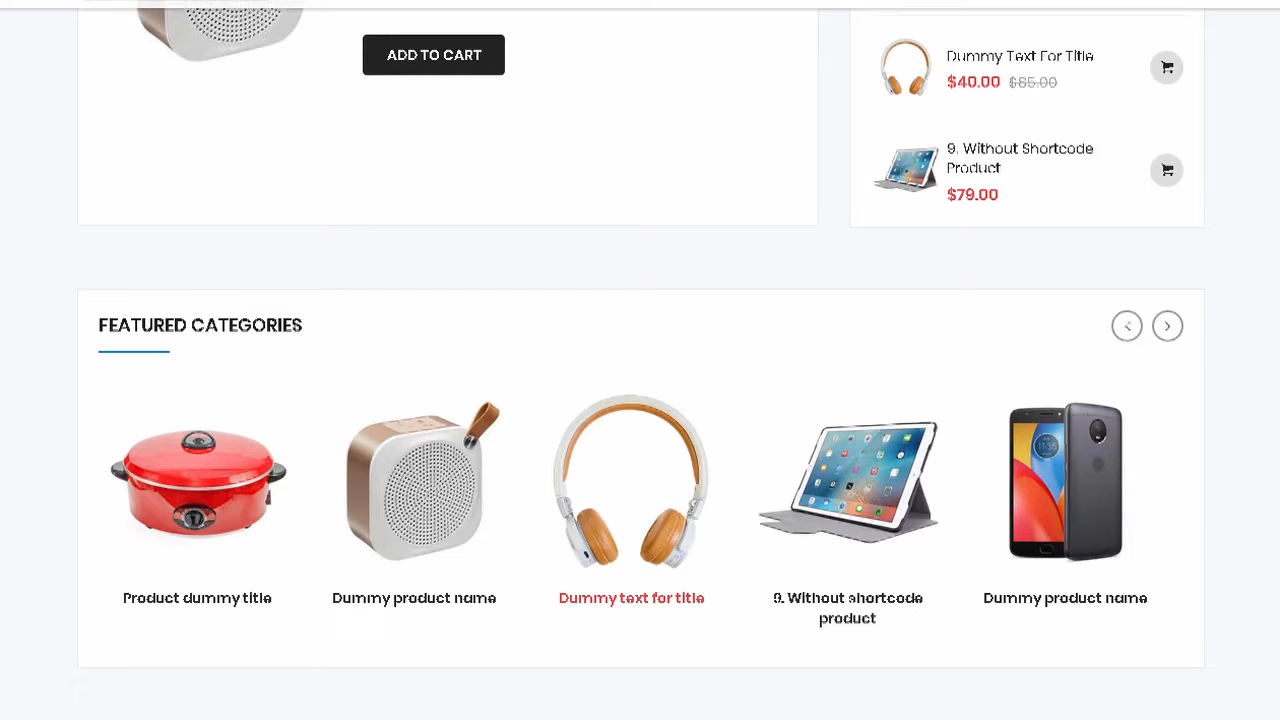 ADD TO CART
Dummy Text For Title
$40.00 $65.00
9. Without Shortcode
Product
$79.00
FEATURED CATEGORIES
Product dummy title
Dummy product name
Dummy text for title
9. Without shortcode
product
Dummy product name